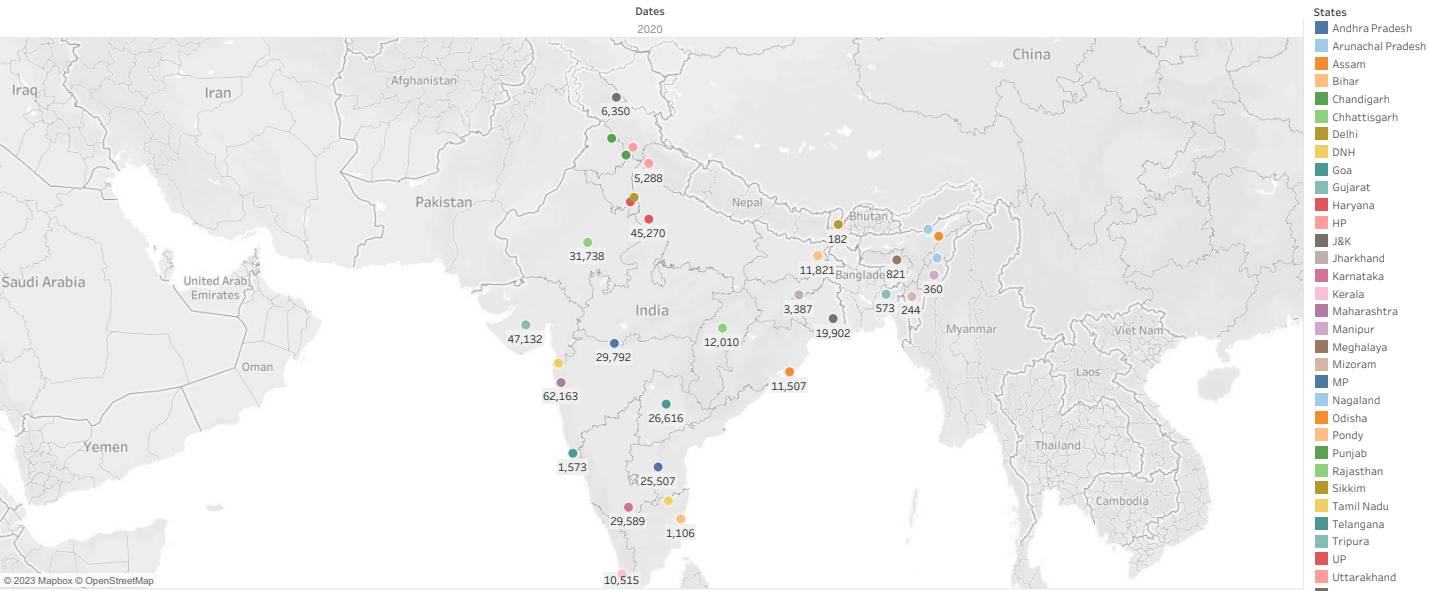 Dates
2020
China
Afghanistan
Iraq
Iran
6,350
5,288
Pakistan
Nepal
Bhutan
182
45,270
31,738
11,821
Banglade
821
Saudi Arabia
United Arab
Emirates
360
India
3,387
573
244
19,902
Myanmar
Viet Nam
47,132
29,792
12,010
Oman
Laos
11,507
62,163
26,616
Yemen
Thailand
1,573
25,507
Cambodia
29,589
1,106
10,515
© 2023 Mapbox © OpenStreetMap
States
Andhra Pradesh
Arunachal Pradesh
Assam
Bihar
Chandigarh
Chhattisgarh
Delhi
DNH
Goa
Gujarat
Haryana
HP
J&K
Jharkhand
Karnataka
Kerala
Maharashtra
Manipur
Meghalaya
Mizoram
MP
Nagaland
Odisha
Pondy
Punjab
Rajasthan
Sikkim
Tamil Nadu
Telangana
Tripura
UP
Uttarakhand